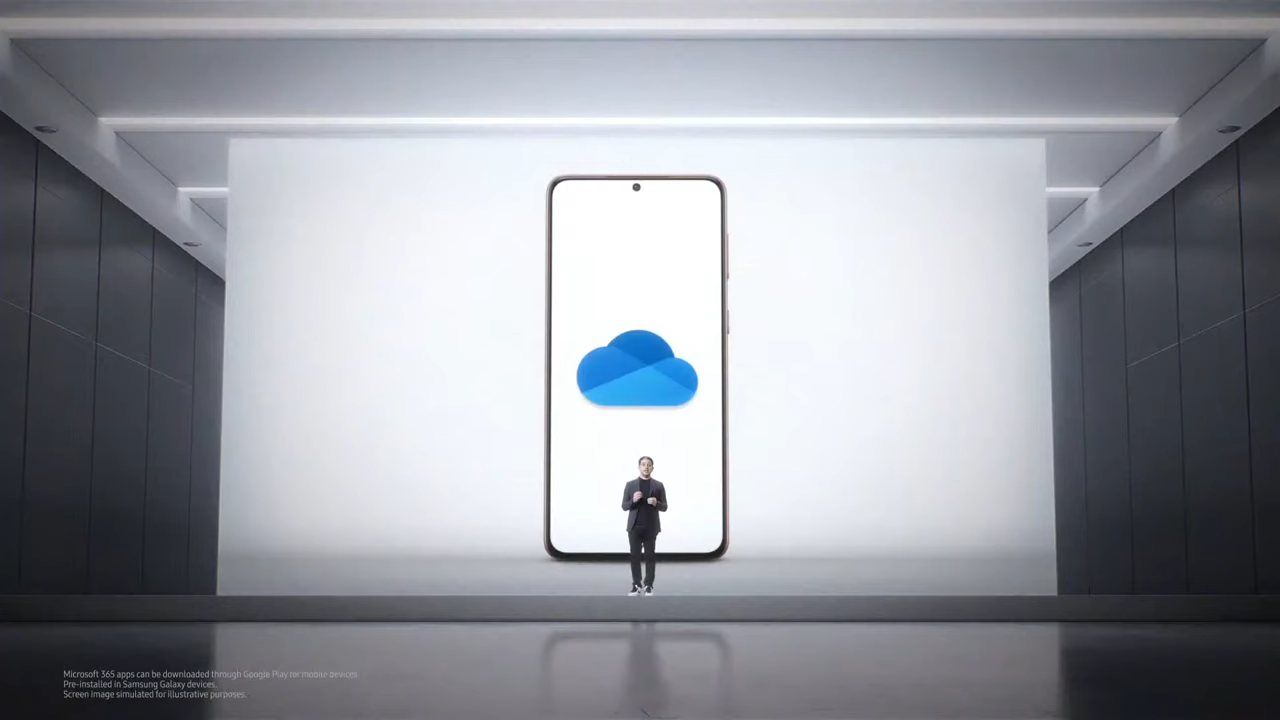 Microsoft 365 apps can be downloaded through Google Play for mobile devices.
Pre-installed in Samsung Galaxy devices.
Screen image simulated for illustrative purposes.